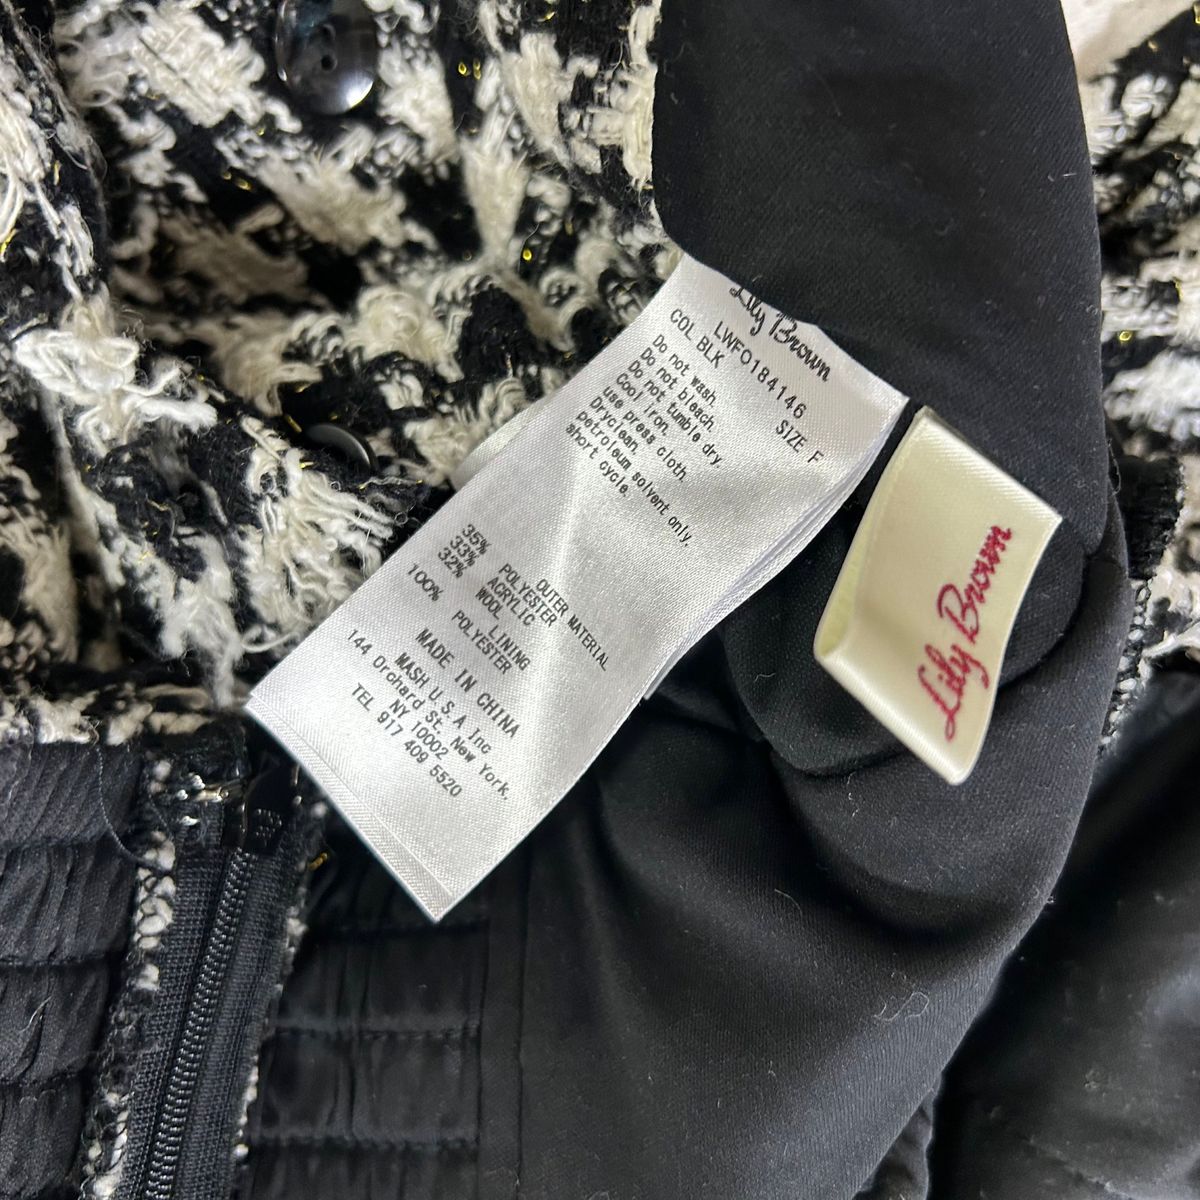 Lily Brown
LWFO184146
COL BLK SIZE F
Do not wash.
Do not bleach.
Do not tumble dry.
Cool iron.
use press cloth.
Dryclean.
petroleum solvent only,
short cycle.
OUTER MATERIAL
35% POLYESTER
33% ACRYLIC
32% WOOL
LINING
100% POLYESTER
MADE IN CHINA
MASH U.S.A Inc
144 Orchard St. New York,
NY 10002
TEL 917 409 5520
Lily Brown